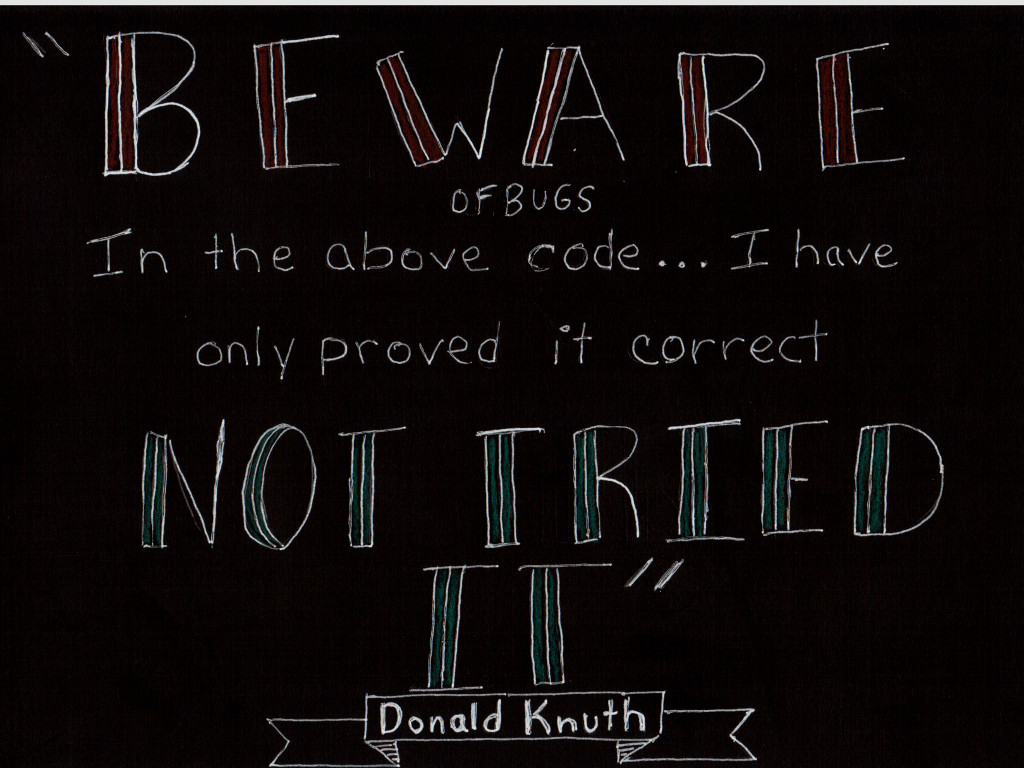 "BEWARE
OF BUGS
In the above code... I have
only proved it correct
NOT TRIED
IT"
Donald Knuth